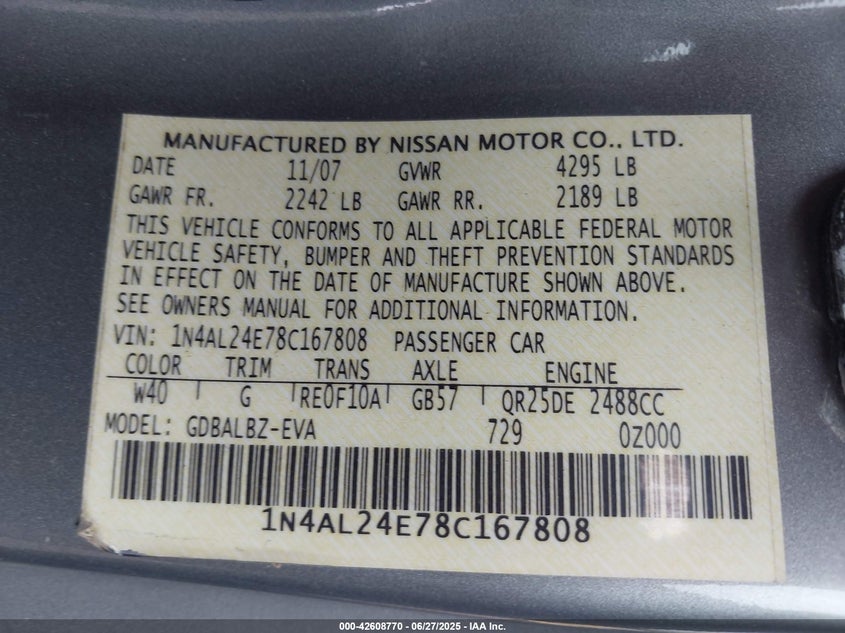 MANUFACTURED BY NISSAN MOTOR CO., LTD.
DATE 11/07 GVWR 4295 LB
GAWR FR. 2242 LB GAWR RR. 2189 LB
THIS VEHICLE CONFORMS TO ALL APPLICABLE FEDERAL MOTOR
VEHICLE SAFETY, BUMPER AND THEFT PREVENTION STANDARDS
IN EFFECT ON THE DATE OF MANUFACTURE SHOWN ABOVE.
SEE OWNERS MANUAL FOR ADDITIONAL INFORMATION.
VIN: 1N4AL24E78C167808 PASSENGER CAR
COLOR TRIM TRANS AXLE ENGINE
W40 G RE0F10A GB57 QR25DE 2488CC
MODEL: GDBALBZ-EVA 729 0Z000
1N4AL24E78C167808
000-42608770 - 06/27/2025 - IAA Inc.